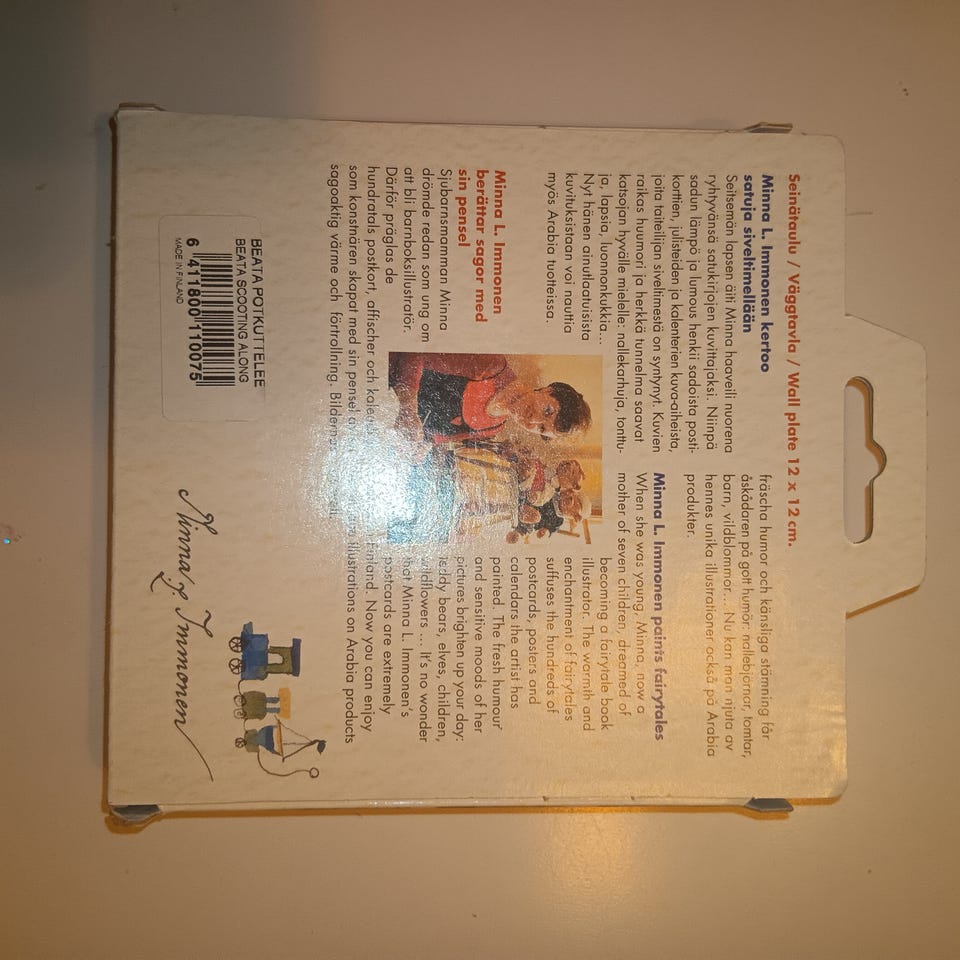 Seinätaulu / Väggtavla / Wall plate 12 x 12 cm.
Minna L. Immonen kertoo
satuja siveltimellään
Seitsemän lapsen äiti Minna haaveili nuorena
ryhtyvänsä satukirjojen kuvittajaksi. Niinpä
sadun lämpö ja lumous henkii sadoista posti-
korttien, julisteiden ja kalenterien kuva-aiheista,
joita taiteilijan siveltimestä on syntynyt. Kuvien
raikas huumori ja herkkä tunnelma saavat
katsojan hyvälle mielelle: nallekarhuja, tonttu-
ja, lapsia, luonnonkukkia...
Nyt hänen ainutlaatuisista
kuvituksistaan voi nauttia
myös Arabia tuotteissa.
Minna L. Immonen
berättar sagor med
sin pensel
Sjubarnsmamman Minna
drömde redan som ung om
att bli barnboksillustratör.
Därför präglas de
hundratals postkort, affischer och
som konstnären skapat med sin pensel
sagoaktig värme och förtrollning.
fräscha humor och känsliga stämning får
åskådaren på gott humör: nallebjörnar, tomtar,
barn, vildblommor... Nu kan man njuta av
hennes unika illustrationer också på Arabia
produkter.
Minna L. Immonen paints fairytales
When she was young, Minna, now a
mother of seven children, dreamed of
becoming a fairytale book
illustrator. The warmth and
enchantment of fairytales
suffuses the hundreds of
postcards, posters and
calendars the artist has
painted. The fresh humour
and sensitive moods of her
pictures brighten up your day:
teddy bears, elves, children,
wildflowers ... It's no wonder
that Minna L. Immonen's
postcards are extremely
Finland. Now you can enjoy
illustrations on Arabia products
BEATA POTKUTTELEE
BEATA SCOOTING ALONG
6 411800 110075
MADE IN FINLAND
Minna L. Immonen